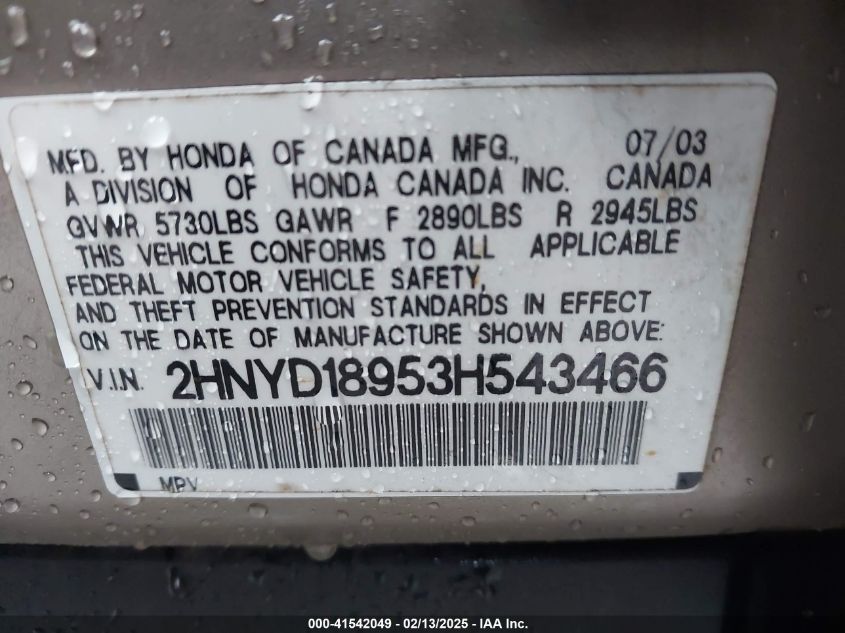 MFD. BY HONDA OF CANADA MFG., 07/03
A DIVISION OF HONDA CANADA INC. CANADA
GVWR 5730LBS GAWR F 2890LBS R 2945LBS
THIS VEHICLE CONFORMS TO ALL APPLICABLE
FEDERAL MOTOR VEHICLE SAFETY,
AND THEFT PREVENTION STANDARDS IN EFFECT
ON THE DATE OF MANUFACTURE SHOWN ABOVE:
V.I.N. 2HNYD18953H543466
MPV
000-41542049 | 02/13/2025 - IAA Inc.